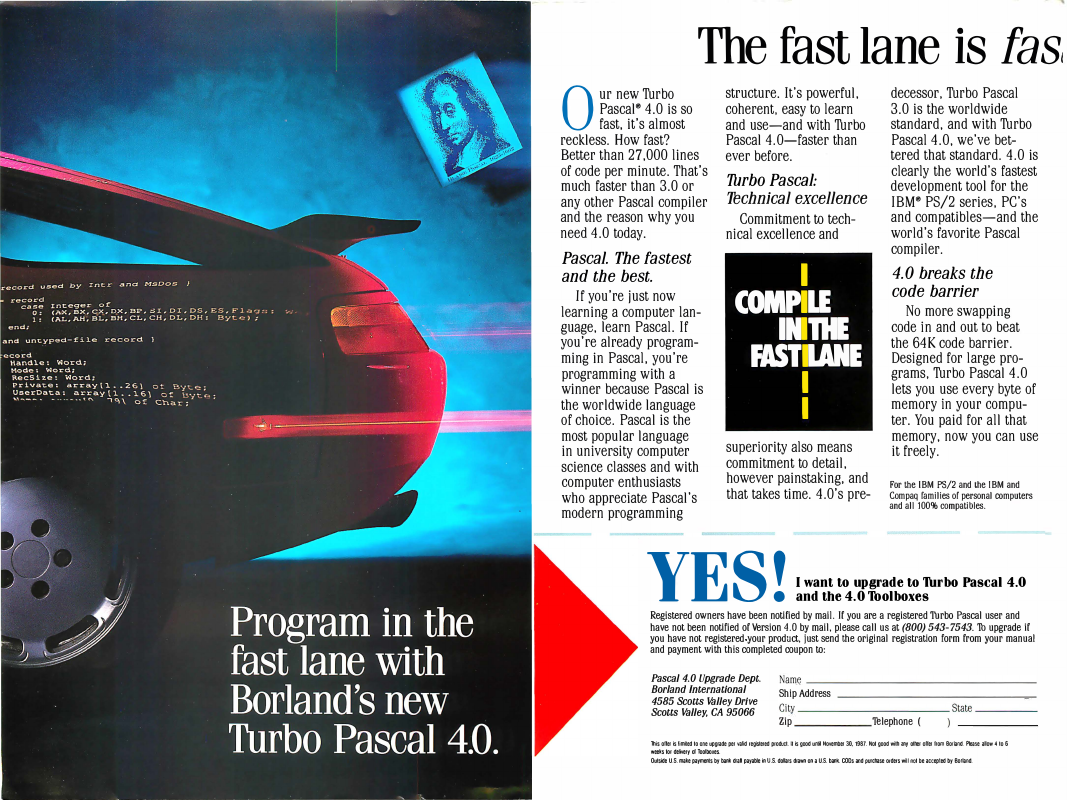 record used by Intr and MsDos }
record
case Integer of
0: (AX,BX,CX,DX,BP,SI,DI,DS,ES,Flags:
1: (AL,AH,BL,BH,CL,CH,DL,DH: Byte);
end;
and untyped-file record }
record
Handle: Word;
Mode: Word;
RecSize: Word;
Private: array[1..26] of Byte;
UserData: array[1..16] of Byte;
of Char;
Program in the
fast lane with
Borland's new
Turbo Pascal 4.0.
The fast lane is fas
Our new Turbo
Pascal® 4.0 is so
fast, it's almost
reckless. How fast?
Better than 27,000 lines
of code per minute. That's
much faster than 3.0 or
any other Pascal compiler
and the reason why you
need 4.0 today.
Pascal. The fastest
and the best.
If you're just now
learning a computer lan-
guage, learn Pascal. If
you're already program-
ming in Pascal, you're
programming with a
winner because Pascal is
the worldwide language
of choice. Pascal is the
most popular language
in university computer
science classes and with
computer enthusiasts
who appreciate Pascal's
modern programming
structure. It's powerful,
coherent, easy to learn
and use—and with Turbo
Pascal 4.0—faster than
ever before.
Turbo Pascal:
Technical excellence
Commitment to tech-
nical excellence and
COMPILE
IN THE
FAST LANE
superiority also means
commitment to detail,
however painstaking, and
that takes time. 4.0's pre-
decessor, Turbo Pascal
3.0 is the worldwide
standard, and with Turbo
Pascal 4.0, we've bet-
tered that standard. 4.0 is
clearly the world's fastest
development tool for the
IBM® PS/2 series, PC's
and compatibles—and the
world's favorite Pascal
compiler.
4.0 breaks the
code barrier
No more swapping
code in and out to beat
the 64K code barrier.
Designed for large pro-
grams, Turbo Pascal 4.0
lets you use every byte of
memory in your compu-
ter. You paid for all that
memory, now you can use
it freely.
For the IBM PS/2 and the IBM and
Compaq families of personal computers
and all 100% compatibles.
YES! I want to upgrade to Turbo Pascal 4.0
and the 4.0 Toolboxes
Registered owners have been notified by mail. If you are a registered Turbo Pascal user and
have not been notified of Version 4.0 by mail, please call us at (800) 543-7543. To upgrade if
you have not registered your product, just send the original registration form from your manual
and payment with this completed coupon to:
Pascal 4.0 Upgrade Dept.
Borland International
4585 Scotts Valley Drive
Scotts Valley, CA 95066
Name
Ship Address
City State
Zip Telephone ( )
This offer is limited to one upgrade per valid registered product. It is good until November 30, 1987. Not good with any other offer from Borland. Please allow 4 to 6
weeks for delivery of Toolboxes.
Outside U.S. make payments by bank draft payable in U.S. dollars drawn on a U.S. bank. CODs and purchase orders will not be accepted by Borland.